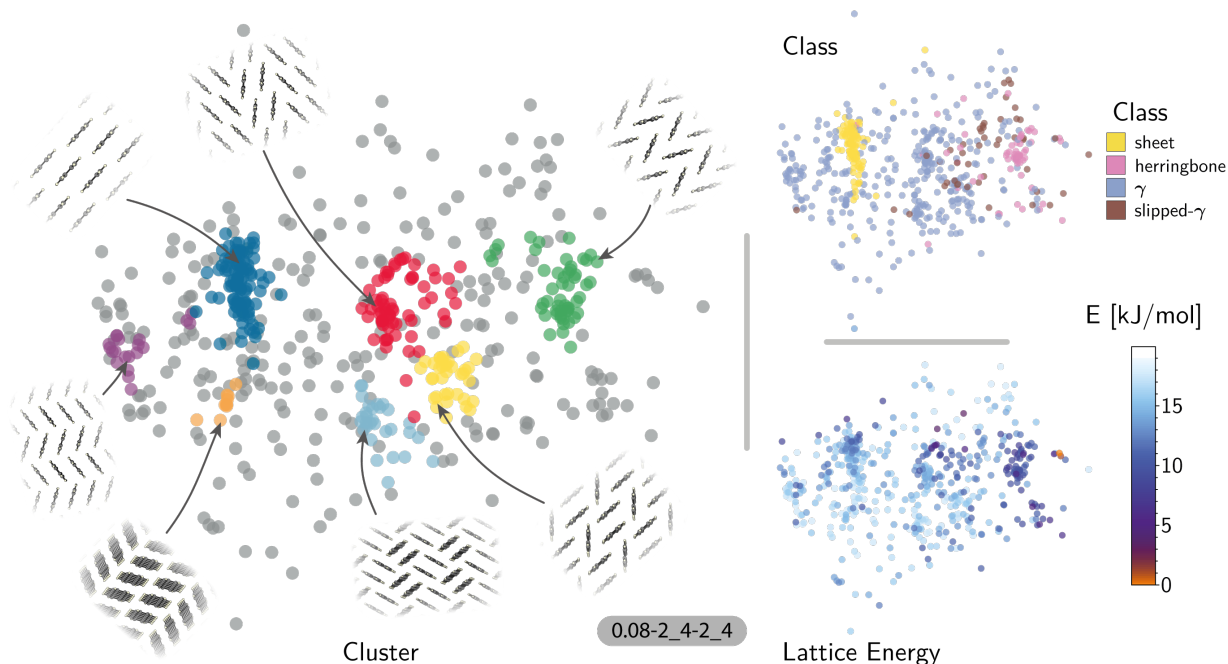 Class
Class
sheet
herringbone
γ
slipped-γ
E [kJ/mol]
15
10
5
0
0.08-2_4-2_4
Cluster
Lattice Energy